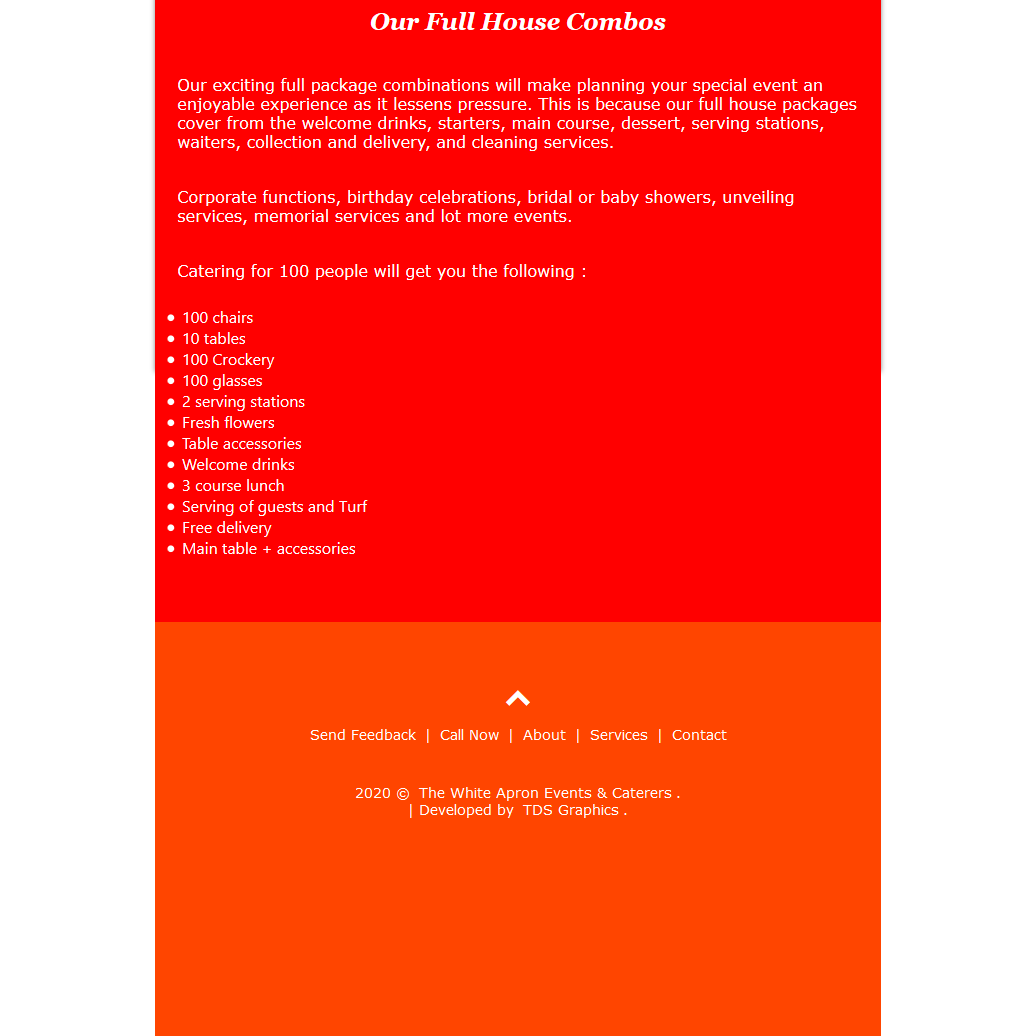 Our Full House Combos
Our exciting full package combinations will make planning your special event an
enjoyable experience as it lessens pressure. This is because our full house packages
cover from the welcome drinks, starters, main course, dessert, serving stations,
waiters, collection and delivery, and cleaning services.
Corporate functions, birthday celebrations, bridal or baby showers, unveiling
services, memorial services and lot more events.
Catering for 100 people will get you the following :
• 100 chairs
• 10 tables
• 100 Crockery
• 100 glasses
• 2 serving stations
• Fresh flowers
• Table accessories
• Welcome drinks
• 3 course lunch
• Serving of guests and Turf
• Free delivery
• Main table + accessories
Send Feedback | Call Now | About | Services | Contact
2020 © The White Apron Events & Caterers .
| Developed by TDS Graphics .